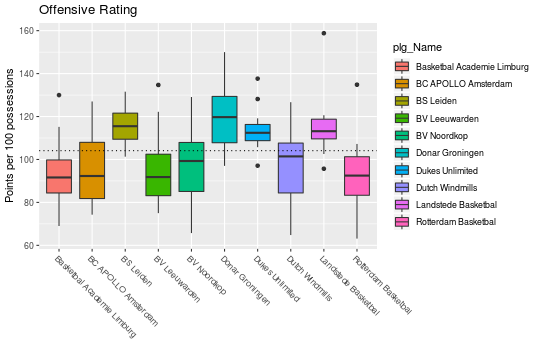 Offensive Rating
Points per 100 possessions
160
140
120
100
80
60
Basketbal Academie Limburg
BC APOLLO Amsterdam
BS Leiden
BV Leeuwarden
BV Noordkop
Donar Groningen
Dukes Unlimited
Dutch Windmills
Landstede Basketbal
Rotterdam Basketbal
plg_Name
Basketbal Academie Limburg
BC APOLLO Amsterdam
BS Leiden
BV Leeuwarden
BV Noordkop
Donar Groningen
Dukes Unlimited
Dutch Windmills
Landstede Basketbal
Rotterdam Basketbal